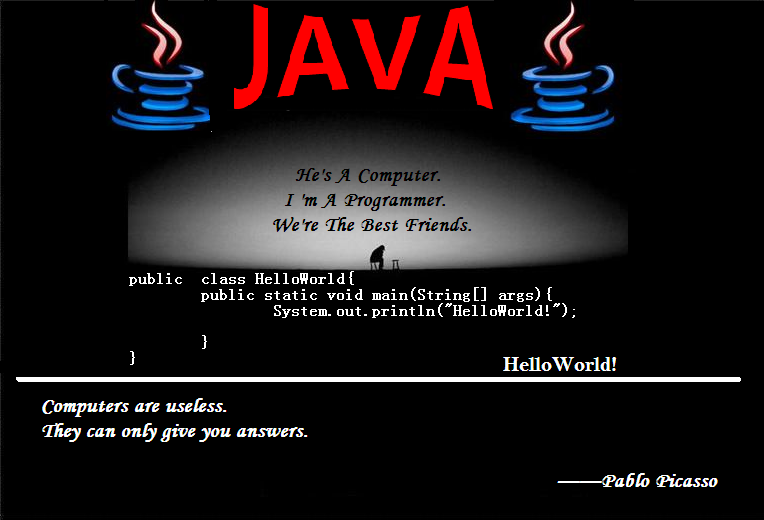 JAVA
He's A Computer.
I 'm A Programmer.
We're The Best Friends.
public  class HelloWorld{
        public static void main(String[] args){
                System.out.println("HelloWorld!");
        }
}
HelloWorld!
Computers are useless.
They can only give you answers.
———Pablo Picasso